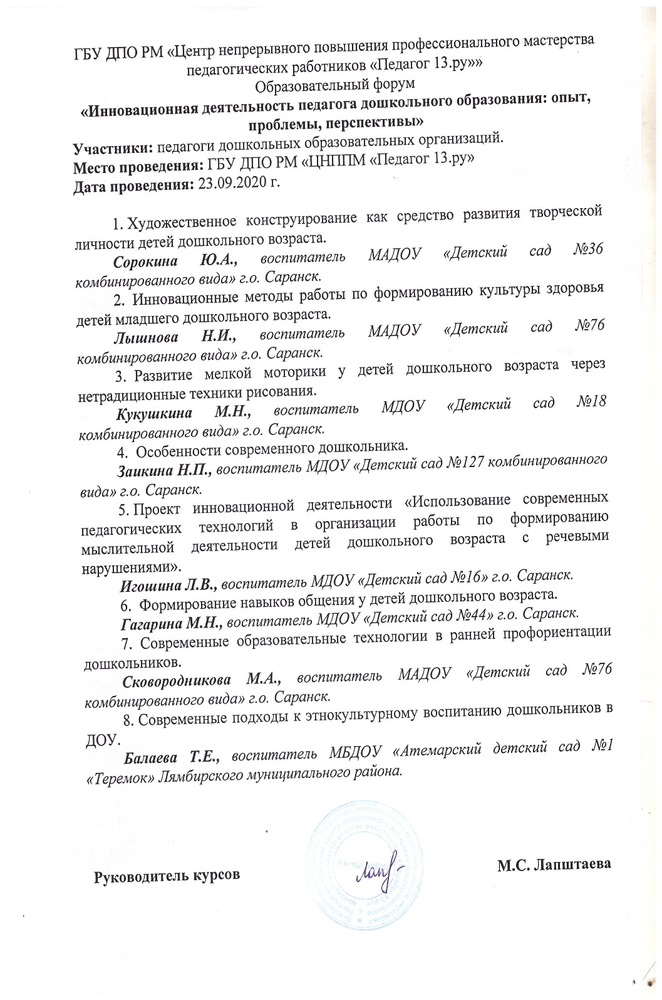 ГБУ ДПО РМ «Центр непрерывного повышения профессионального мастерства
педагогических работников «Педагог 13.ру»»
Образовательный форум
«Инновационная деятельность педагога дошкольного образования: опыт,
проблемы, перспективы»
Участники: педагоги дошкольных образовательных организаций.
Место проведения: ГБУ ДПО РМ «ЦНППМ «Педагог 13.ру»
Дата проведения: 23.09.2020 г.
1. Художественное конструирование как средство развития творческой
личности детей дошкольного возраста.
Сорокина Ю.А., воспитатель МАДОУ «Детский сад №36
комбинированного вида» г.о. Саранск.
2. Инновационные методы работы по формированию культуры здоровья
детей младшего дошкольного возраста.
Лышнова Н.И., воспитатель МАДОУ «Детский сад №76
комбинированного вида» г.о. Саранск.
3. Развитие мелкой моторики у детей дошкольного возраста через
нетрадиционные техники рисования.
Кукушкина М.Н., воспитатель МДОУ «Детский сад №18
комбинированного вида» г.о. Саранск.
4. Особенности современного дошкольника.
Заикина Н.П., воспитатель МДОУ «Детский сад №127 комбинированного
вида» г.о. Саранск.
5. Проект инновационной деятельности «Использование современных
педагогических технологий в организации работы по формированию
мыслительной деятельности детей дошкольного возраста с речевыми
нарушениями».
Игошина Л.В., воспитатель МДОУ «Детский сад №16» г.о. Саранск.
6. Формирование навыков общения у детей дошкольного возраста.
Гагарина М.Н., воспитатель МДОУ «Детский сад №44» г.о. Саранск.
7. Современные образовательные технологии в ранней профориентации
дошкольников.
Сковородникова М.А., воспитатель МАДОУ «Детский сад №76
комбинированного вида» г.о. Саранск.
8. Современные подходы к этнокультурному воспитанию дошкольников в
ДОУ.
Балаева Т.Е., воспитатель МБДОУ «Атемарский детский сад №1
«Теремок» Лямбирского муниципального района.
Руководитель курсов
М.С. Лапштаева